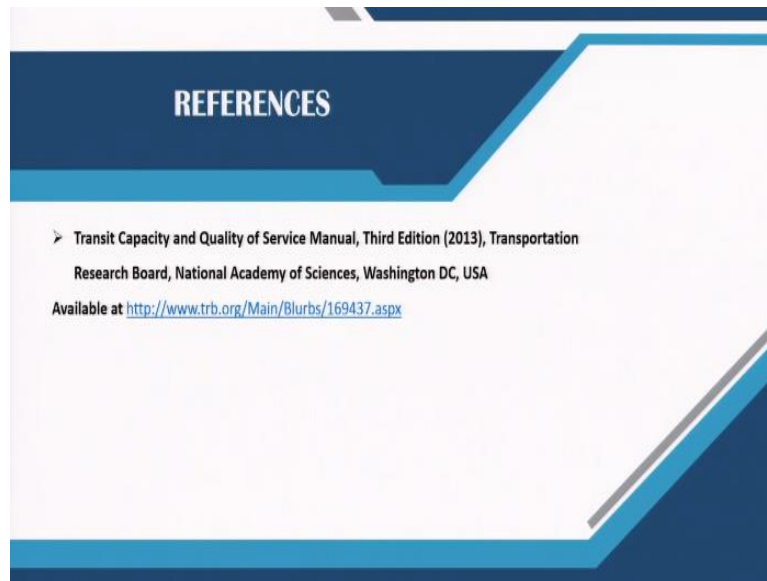 REFERENCES
➢ Transit Capacity and Quality of Service Manual, Third Edition (2013), Transportation
Research Board, National Academy of Sciences, Washington DC, USA
Available at http://www.trb.org/Main/Blurbs/169437.aspx